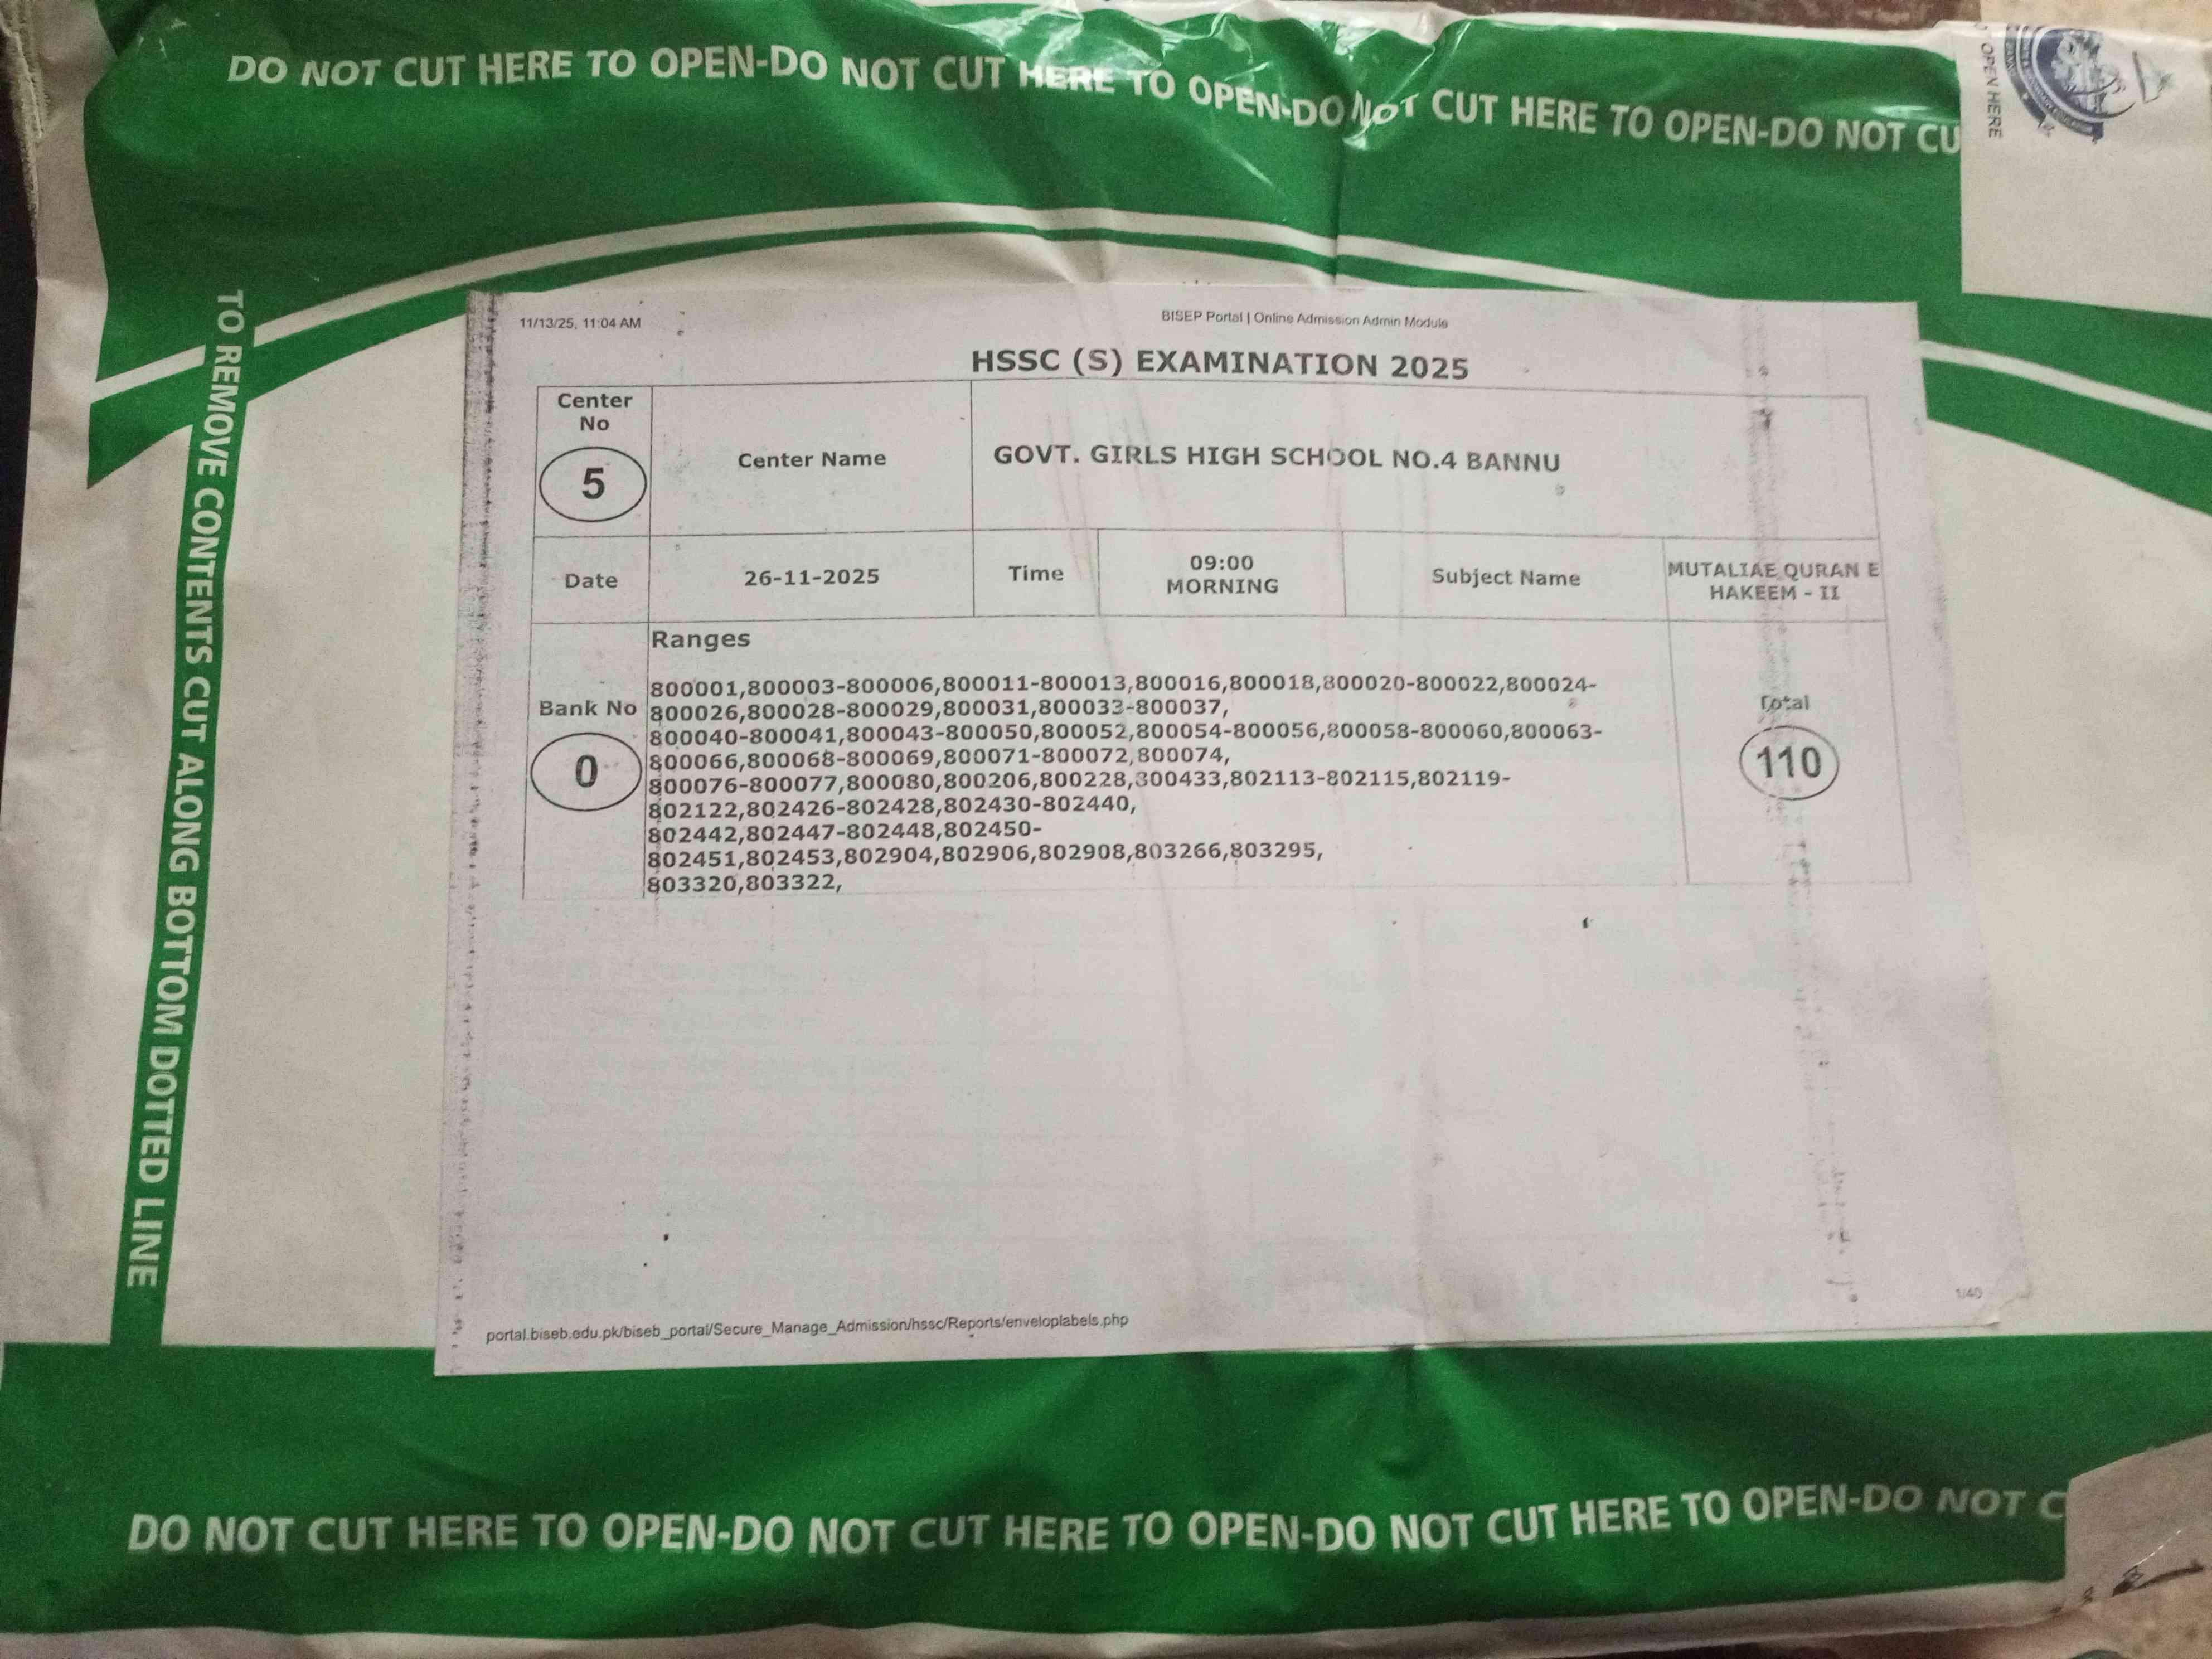 DO NOT CUT HERE TO OPEN-DO NOT CUT HERE TO OPEN-DO NOT CUT HERE TO OPEN-DO NOT CU
OPEN HERE
TO REMOVE CONTENTS CUT ALONG BOTTOM DOTTED LINE
11/13/25, 11:04 AM
BISEP Portal | Online Admission Admin Module
HSSC (S) EXAMINATION 2025
Center
No
5
Center Name
GOVT. GIRLS HIGH SCHOOL NO.4 BANNU
Date
26-11-2025
Time
09:00
MORNING
Subject Name
MUTALIAE QURAN E
HAKEEM - II
Bank No
0
Ranges
800001,800003-800006,800011-800013,800016,800018,800020-800022,800024-
800026,800028-800029,800031,800033-800037,
800040-800041,800043-800050,800052,800054-800056,800058-800060,800063-
800066,800068-800069,800071-800072,800074,
800076-800077,800080,800206,800228,800433,802113-802115,802119-
802122,802426-802428,802430-802440,
802442,802447-802448,802450-
802451,802453,802904,802906,802908,803266,803295,
803320,803322,
Total
110
portal.biseb.edu.pk/biseb_portal/Secure_Manage_Admission/hssc/Reports/enveloplabels.php
1/40
DO NOT CUT HERE TO OPEN-DO NOT CUT HERE TO OPEN-DO NOT CUT HERE TO OPEN-DO NOT C